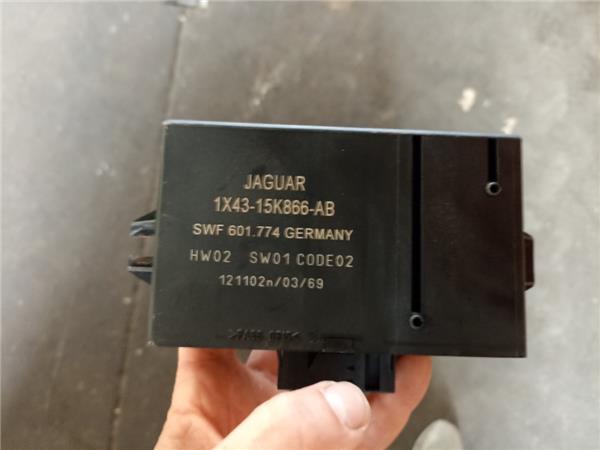 JAGUAR
1X43-15K866-AB
SWF 601.774 GERMANY
HW02 SW01 CODE02
121102n/03/69